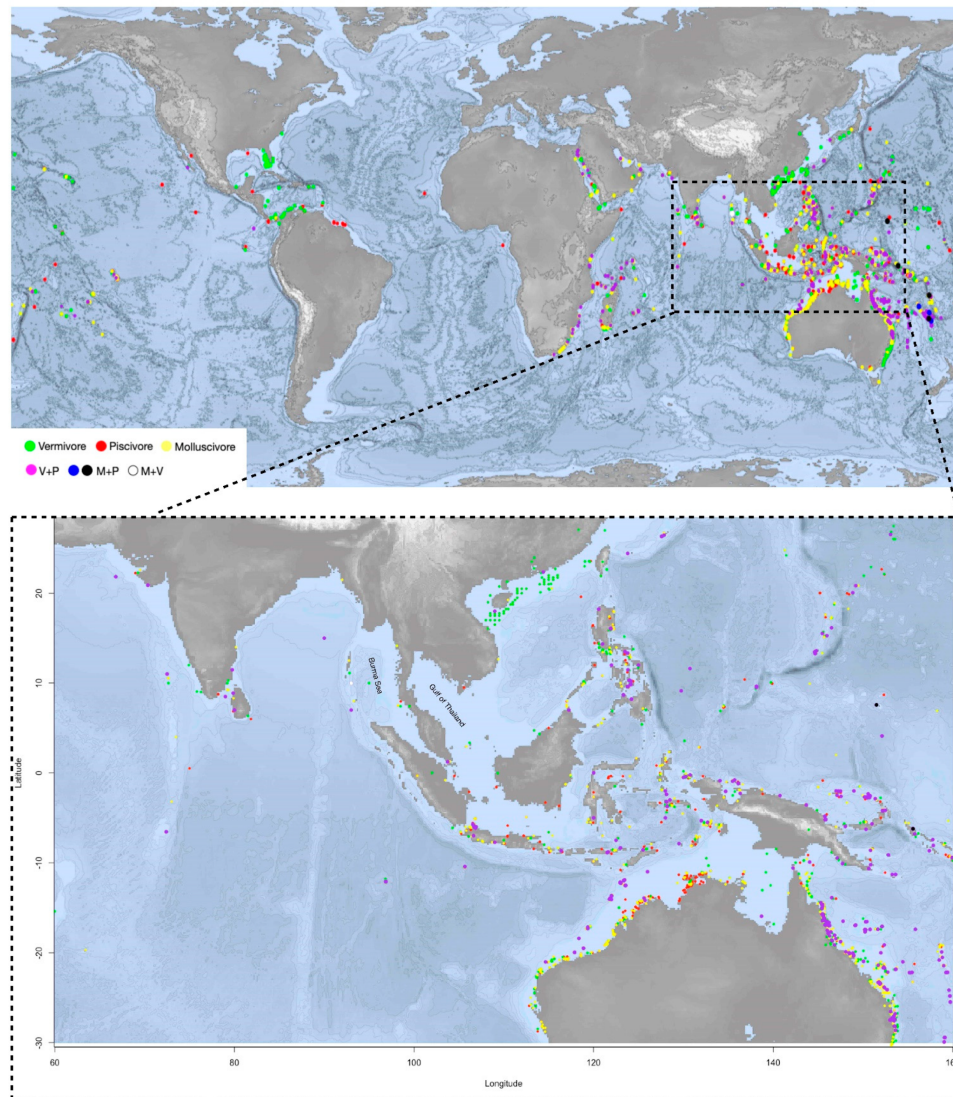 Vermivore Piscivore Molluscivore
V+P M+P M+V
20
10
0
-10
-20
-30
Latitude
Burma Sea
Gulf of Thailand
60 80 100 120 140 160
Longitude